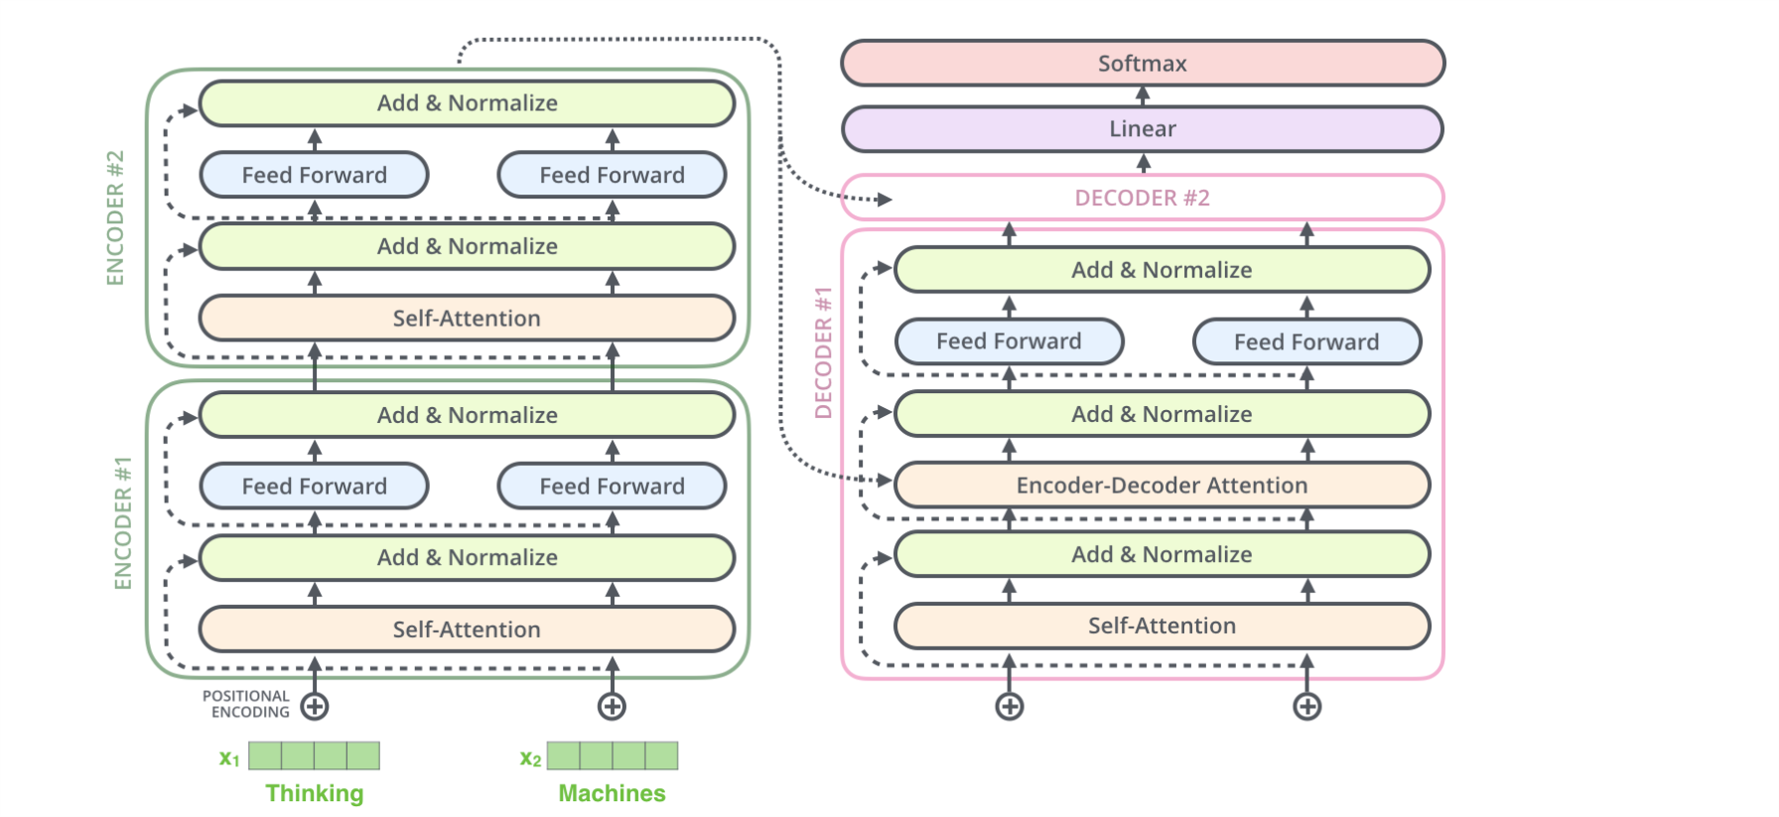 ENCODER #2
Add & Normalize
Feed Forward
Feed Forward
Add & Normalize
Self-Attention
ENCODER #1
Add & Normalize
Feed Forward
Feed Forward
Add & Normalize
Self-Attention
POSITIONAL
ENCODING
x₁
x₂
Thinking
Machines
Softmax
Linear
DECODER #2
DECODER #1
Add & Normalize
Feed Forward
Feed Forward
Add & Normalize
Encoder-Decoder Attention
Add & Normalize
Self-Attention